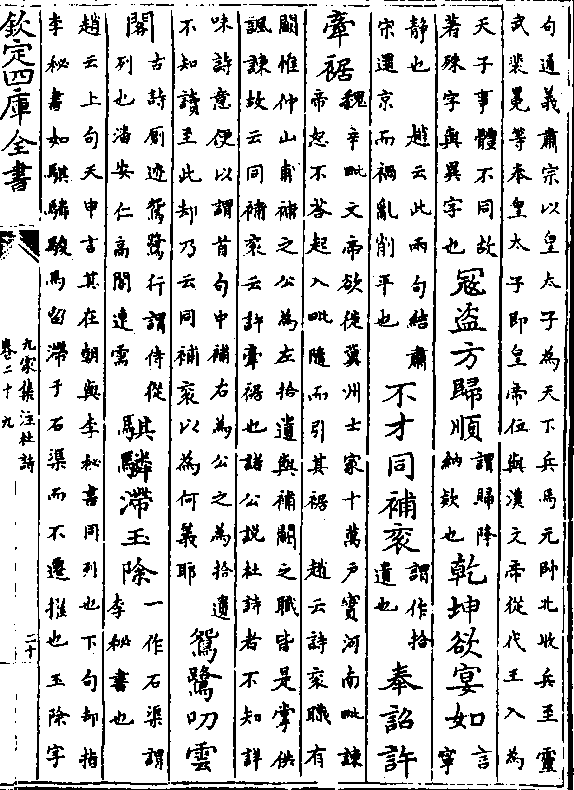 句通義肅宗以皇太子為天下兵馬元帥北收兵至靈
武裴冕等奉皇太子即皇帝位與漢文帝從代王入為
天子事體不同故
著殊字與異字也
寇盜方歸順
謂歸降
納款也
乾坤欲宴如
言
寧
静也 趙云此兩句結肅
宋還京而禍亂削平也
不才同補衮
謂作拾
遺也
奉詔許
牽裾
魏辛毗文帝欲徙冀州士家十萬戶實河南毗諫
帝怒不荅起入毗隨而引其裾 趙云詩衮職有
闕惟仲山甫補之公為左拾遺與補闕之職皆是掌供
諷諫故云同補衮云許牽裾也諸公說杜詩者不知詳
味詩意便以謂首句中補右為公之為拾遺
不知讀至此却乃云同補衮以為何義耶
鴛鷺叨雲
閣
古詩厠迹鴛鷺行謂侍從
列也潘安仁高閣連雲
騏驎滯玉除
一作石渠謂
李秘書也
趙云上句天申言其在朝與李秘書同列也下句却指
李秘書如騏驎駿馬留滯于石渠而不遷擢也玉除字
欽定四庫全書
九家集注杜詩
卷二十九
二十